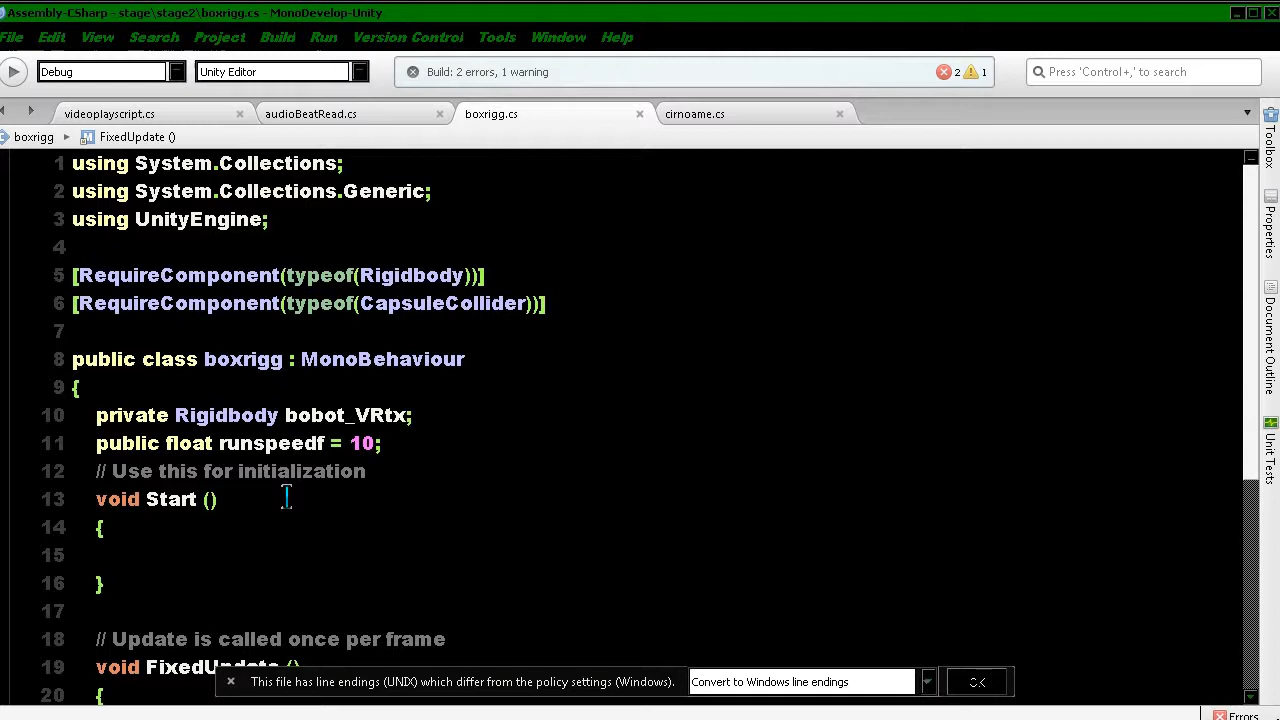 Assembly-CSharp - stage\stage2\boxrigg.cs - MonoDevelop-Unity
File Edit View Search Project Build Run Version Control Tools Window Help
Debug Unity Editor Build: 2 errors, 1 warning 2 1 Press 'Control+,' to search
videoplayscript.cs audioBeatRead.cs boxrigg.cs cirnoame.cs
boxrigg FixedUpdate ()
1 using System.Collections;
2 using System.Collections.Generic;
3 using UnityEngine;
4
5 [RequireComponent(typeof(Rigidbody))]
6 [RequireComponent(typeof(CapsuleCollider))]
7
8 public class boxrigg : MonoBehaviour
9 {
10 private Rigidbody bobot_VRtx;
11 public float runspeedf = 10;
12 // Use this for initialization
13 void Start ()
14 {
15
16 }
17
18 // Update is called once per frame
19 void FixedUpdate ()
20 {
This file has line endings (UNIX) which differ from the policy settings (Windows). Convert to Windows line endings OK
Toolbox
Properties
Document Outline
Unit Tests
Errors